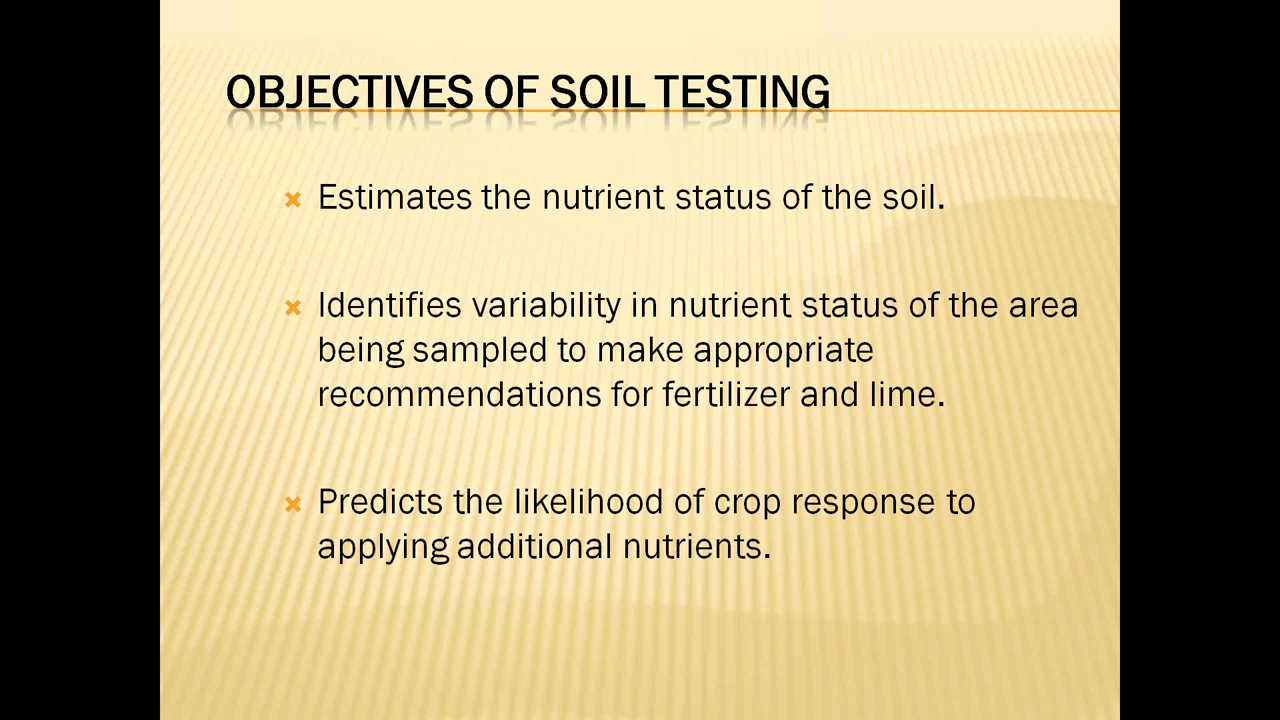 OBJECTIVES OF SOIL TESTING
Estimates the nutrient status of the soil.
Identifies variability in nutrient status of the area
being sampled to make appropriate
recommendations for fertilizer and lime.
Predicts the likelihood of crop response to
applying additional nutrients.